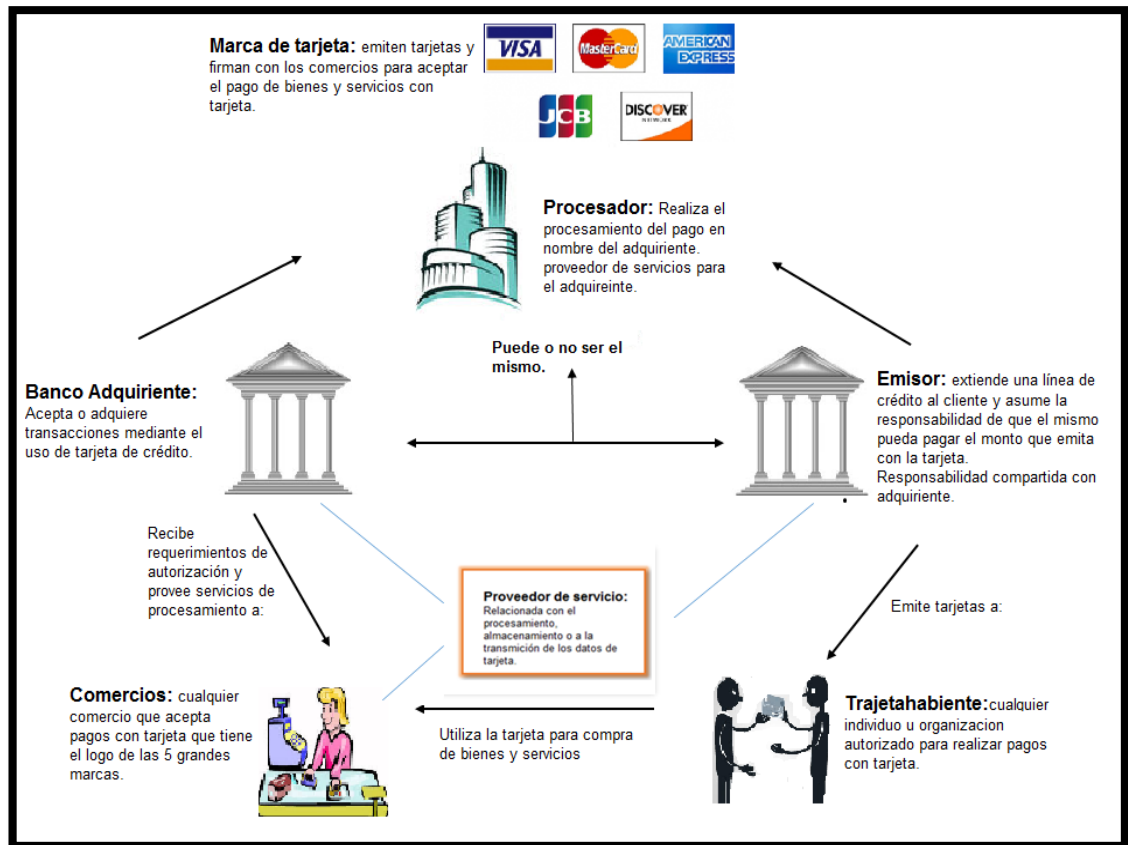 Marca de tarjeta: emiten tarjetas y
firman con los comercios para aceptar
el pago de bienes y servicios con
tarjeta.
VISA
MasterCard
AMERICAN
EXPRESS
JCB
DISCOVER
NETWORK
Procesador: Realiza el
procesamiento del pago en
nombre del adquiriente.
proveedor de servicios para
el adquireinte.
Puede o no ser el
mismo.
Banco Adquiriente:
Acepta o adquiere
transacciones mediante el
uso de tarjeta de crédito.
Emisor: extiende una línea de
crédito al cliente y asume la
responsabilidad de que el mismo
pueda pagar el monto que emita
con la tarjeta.
Responsabilidad compartida con
adquiriente.
Recibe
requerimientos de
autorización y
provee servicios de
procesamiento a:
Proveedor de servicio:
Relacionada con el
procesamiento,
almacenamiento o a la
transmición de los datos de
tarjeta.
Emite tarjetas a:
Comercios: cualquier
comercio que acepta
pagos con tarjeta que tiene
el logo de las 5 grandes
marcas.
Utiliza la tarjeta para compra
de bienes y servicios
Trajetahabiente:cualquier
individuo u organizacion
autorizado para realizar pagos
con tarjeta.